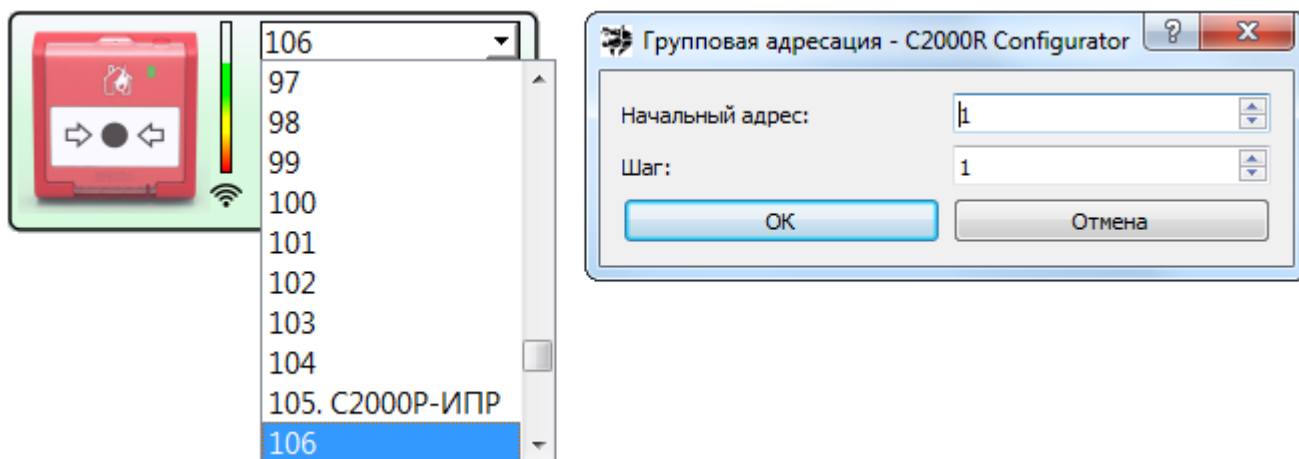 106
97
98
99
100
101
102
103
104
105. С2000Р-ИПР
106
Групповая адресация - C2000R Configurator
Начальный адрес:
1
Шаг:
1
ОК
Отмена